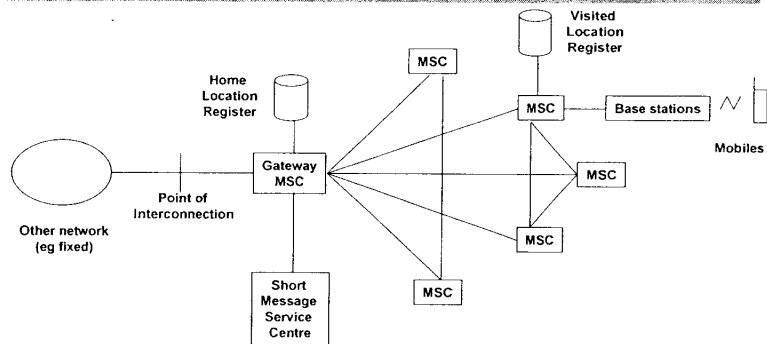 Visited
Location
Register
MSC
Home
Location
Register
MSC
Base stations
Mobiles
Gateway
MSC
MSC
Point of
Interconnection
Other network
(eg fixed)
MSC
Short
Message
Service
Centre
MSC